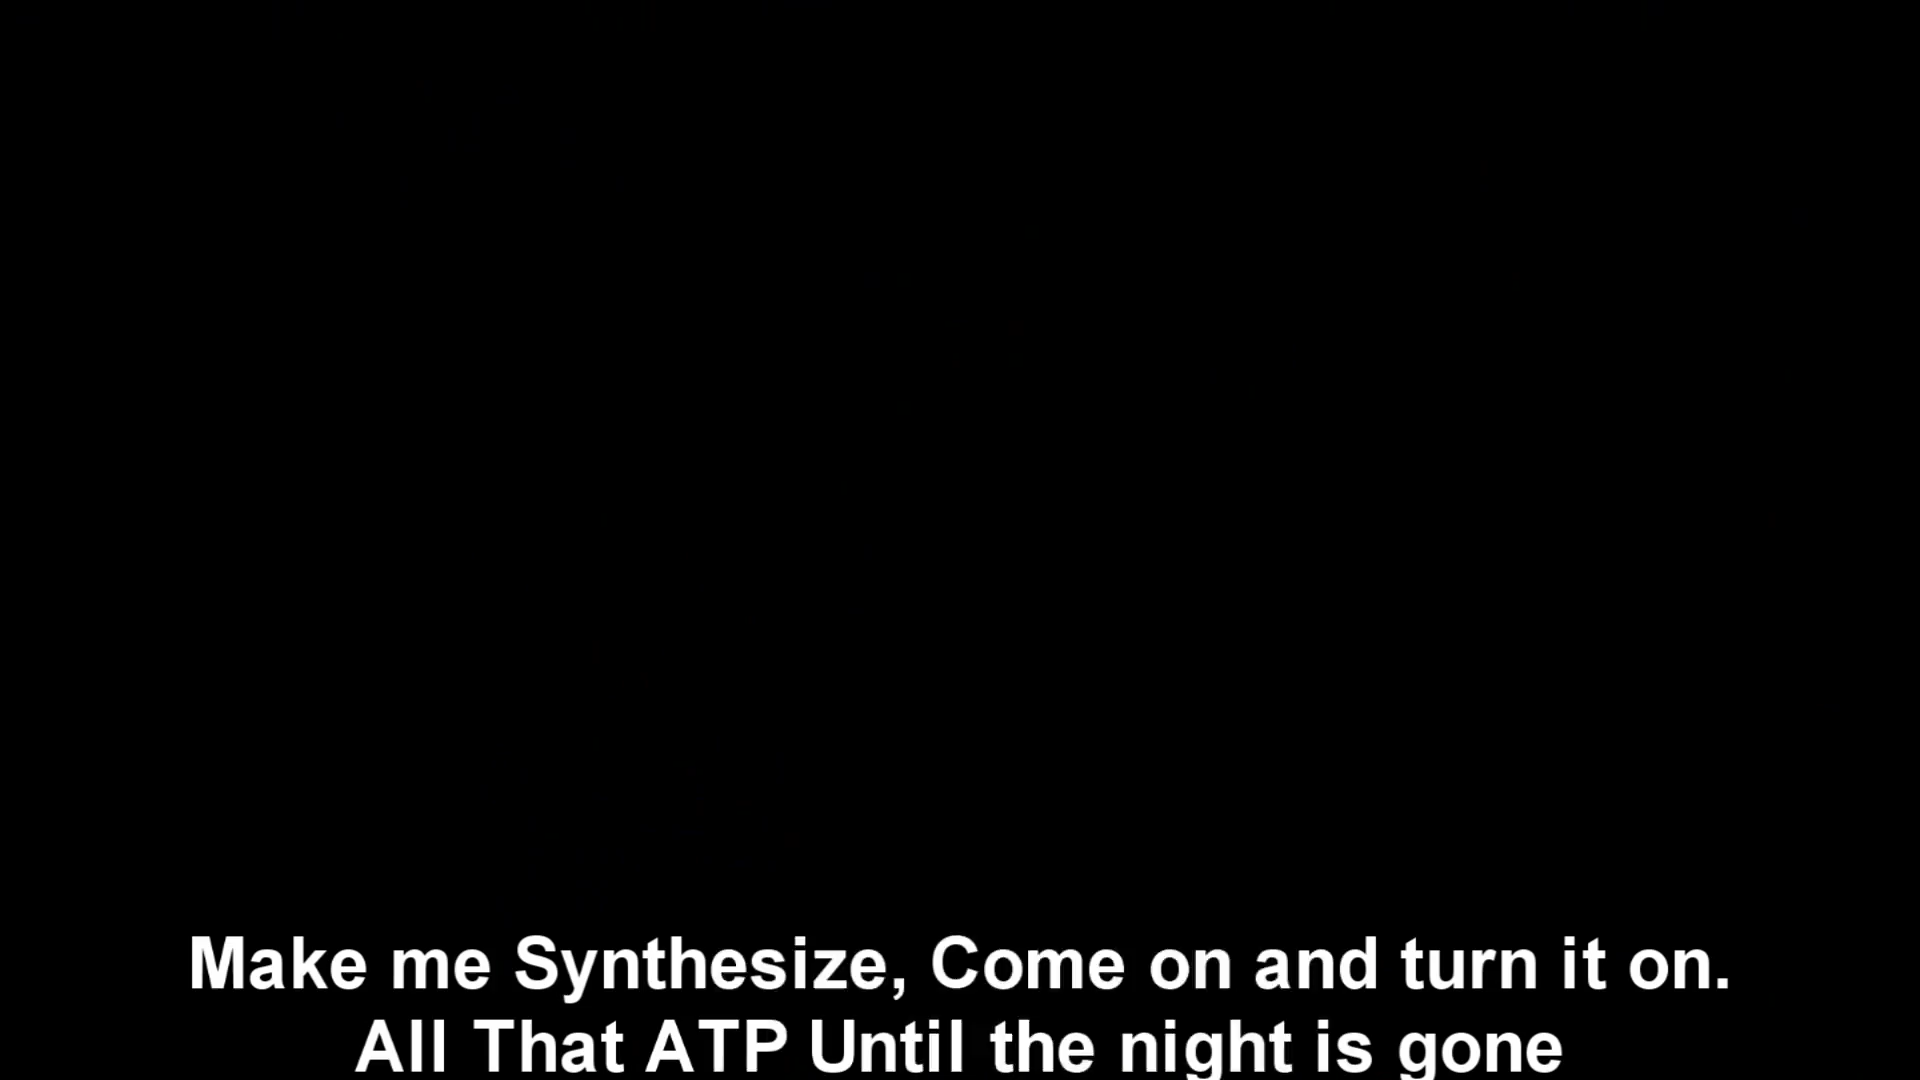 Make me Synthesize, Come on and turn it on.
All That ATP Until the night is gone